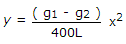 y = ( g1 - g2 ) / 400L x²